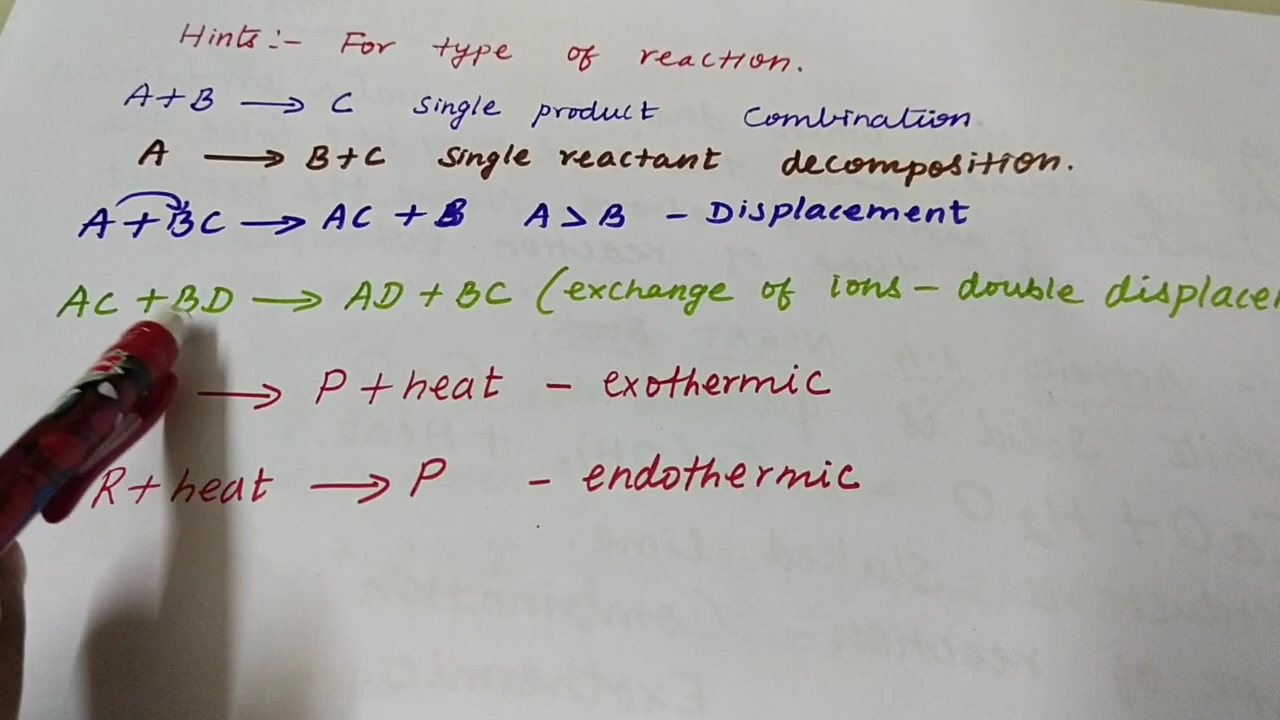 Hints:- For type of reaction.
A+B → C single product Combination.
A → B+C single reactant decomposition.
A + BC → AC + B A > B - Displacement
AC + BD → AD + BC (exchange of ions - double displace
→ P + heat - exothermic
R + heat → P - endothermic